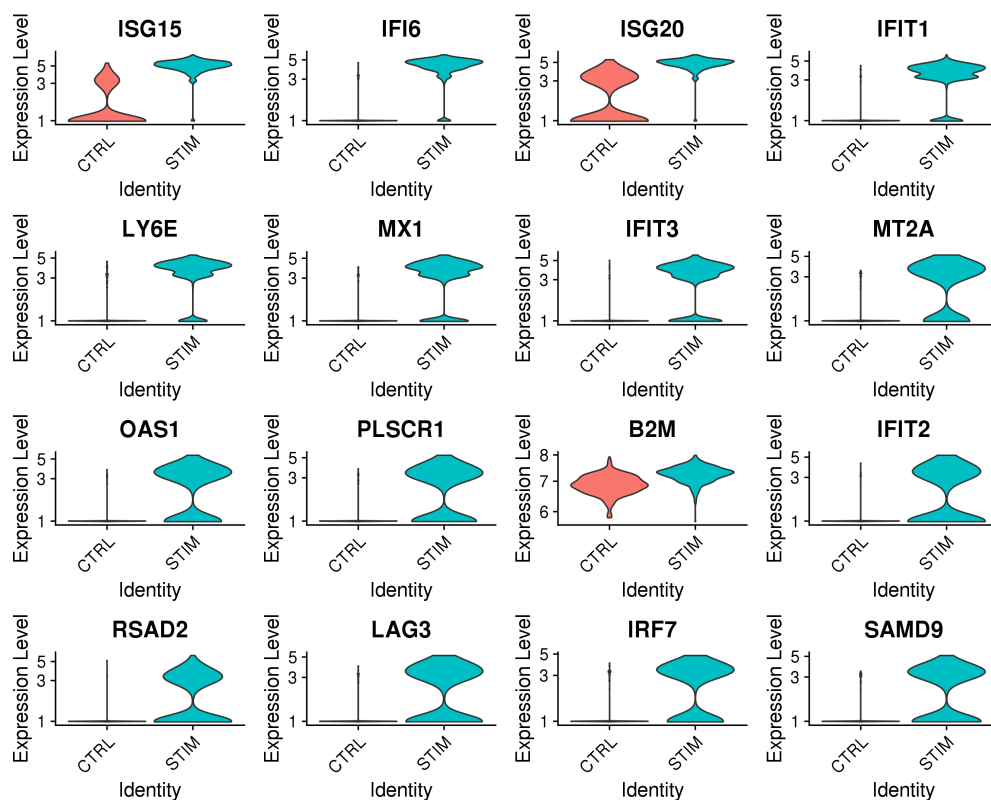 ISG15 IFI6 ISG20 IFIT1
Expression Level 5 3 1 Expression Level 5 3 1 Expression Level 5 3 1 Expression Level 5 3 1
CTRL STIM CTRL STIM CTRL STIM CTRL STIM
Identity Identity Identity Identity
LY6E MX1 IFIT3 MT2A
Expression Level 5 3 1 Expression Level 5 3 1 Expression Level 5 3 1 Expression Level 5 3 1
CTRL STIM CTRL STIM CTRL STIM CTRL STIM
Identity Identity Identity Identity
OAS1 PLSCR1 B2M IFIT2
Expression Level 5 3 1 Expression Level 5 3 1 Expression Level 8 7 6 Expression Level 5 3 1
CTRL STIM CTRL STIM CTRL STIM CTRL STIM
Identity Identity Identity Identity
RSAD2 LAG3 IRF7 SAMD9
Expression Level 5 3 1 Expression Level 5 3 1 Expression Level 5 3 1 Expression Level 5 3 1
CTRL STIM CTRL STIM CTRL STIM CTRL STIM
Identity Identity Identity Identity